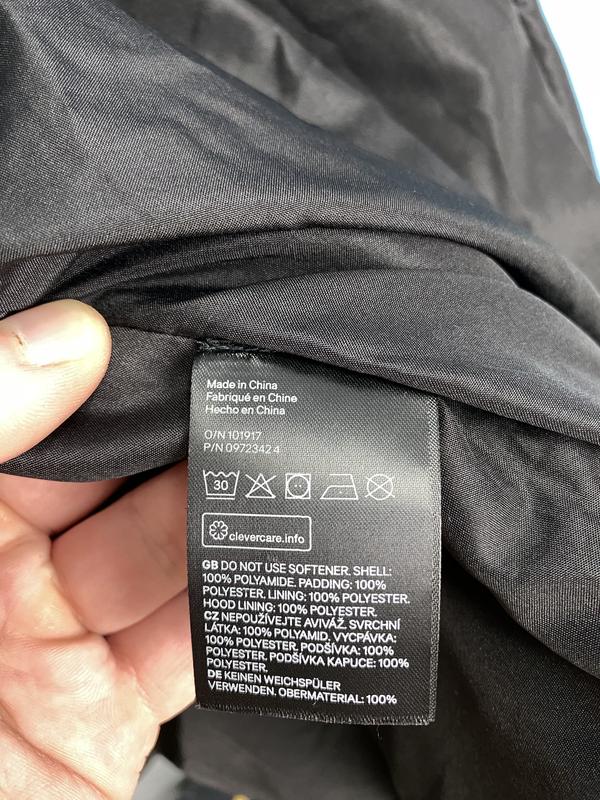 Made in China
Fabriqué en Chine
Hecho en China
O/N 101917
P/N 0972342 4
30
clevercare.info
GB DO NOT USE SOFTENER. SHELL:
100% POLYAMIDE. PADDING: 100%
POLYESTER. LINING: 100% POLYESTER.
HOOD LINING: 100% POLYESTER.
CZ NEPOUŽÍVEJTE AVIVÁŽ. SVRCHNÍ
LÁTKA: 100% POLYAMID. VYCPÁVKA:
100% POLYESTER. PODŠÍVKA: 100%
POLYESTER. PODŠÍVKA KAPUCE: 100%
POLYESTER.
DE KEINEN WEICHSPÜLER
VERWENDEN. OBERMATERIAL: 100%